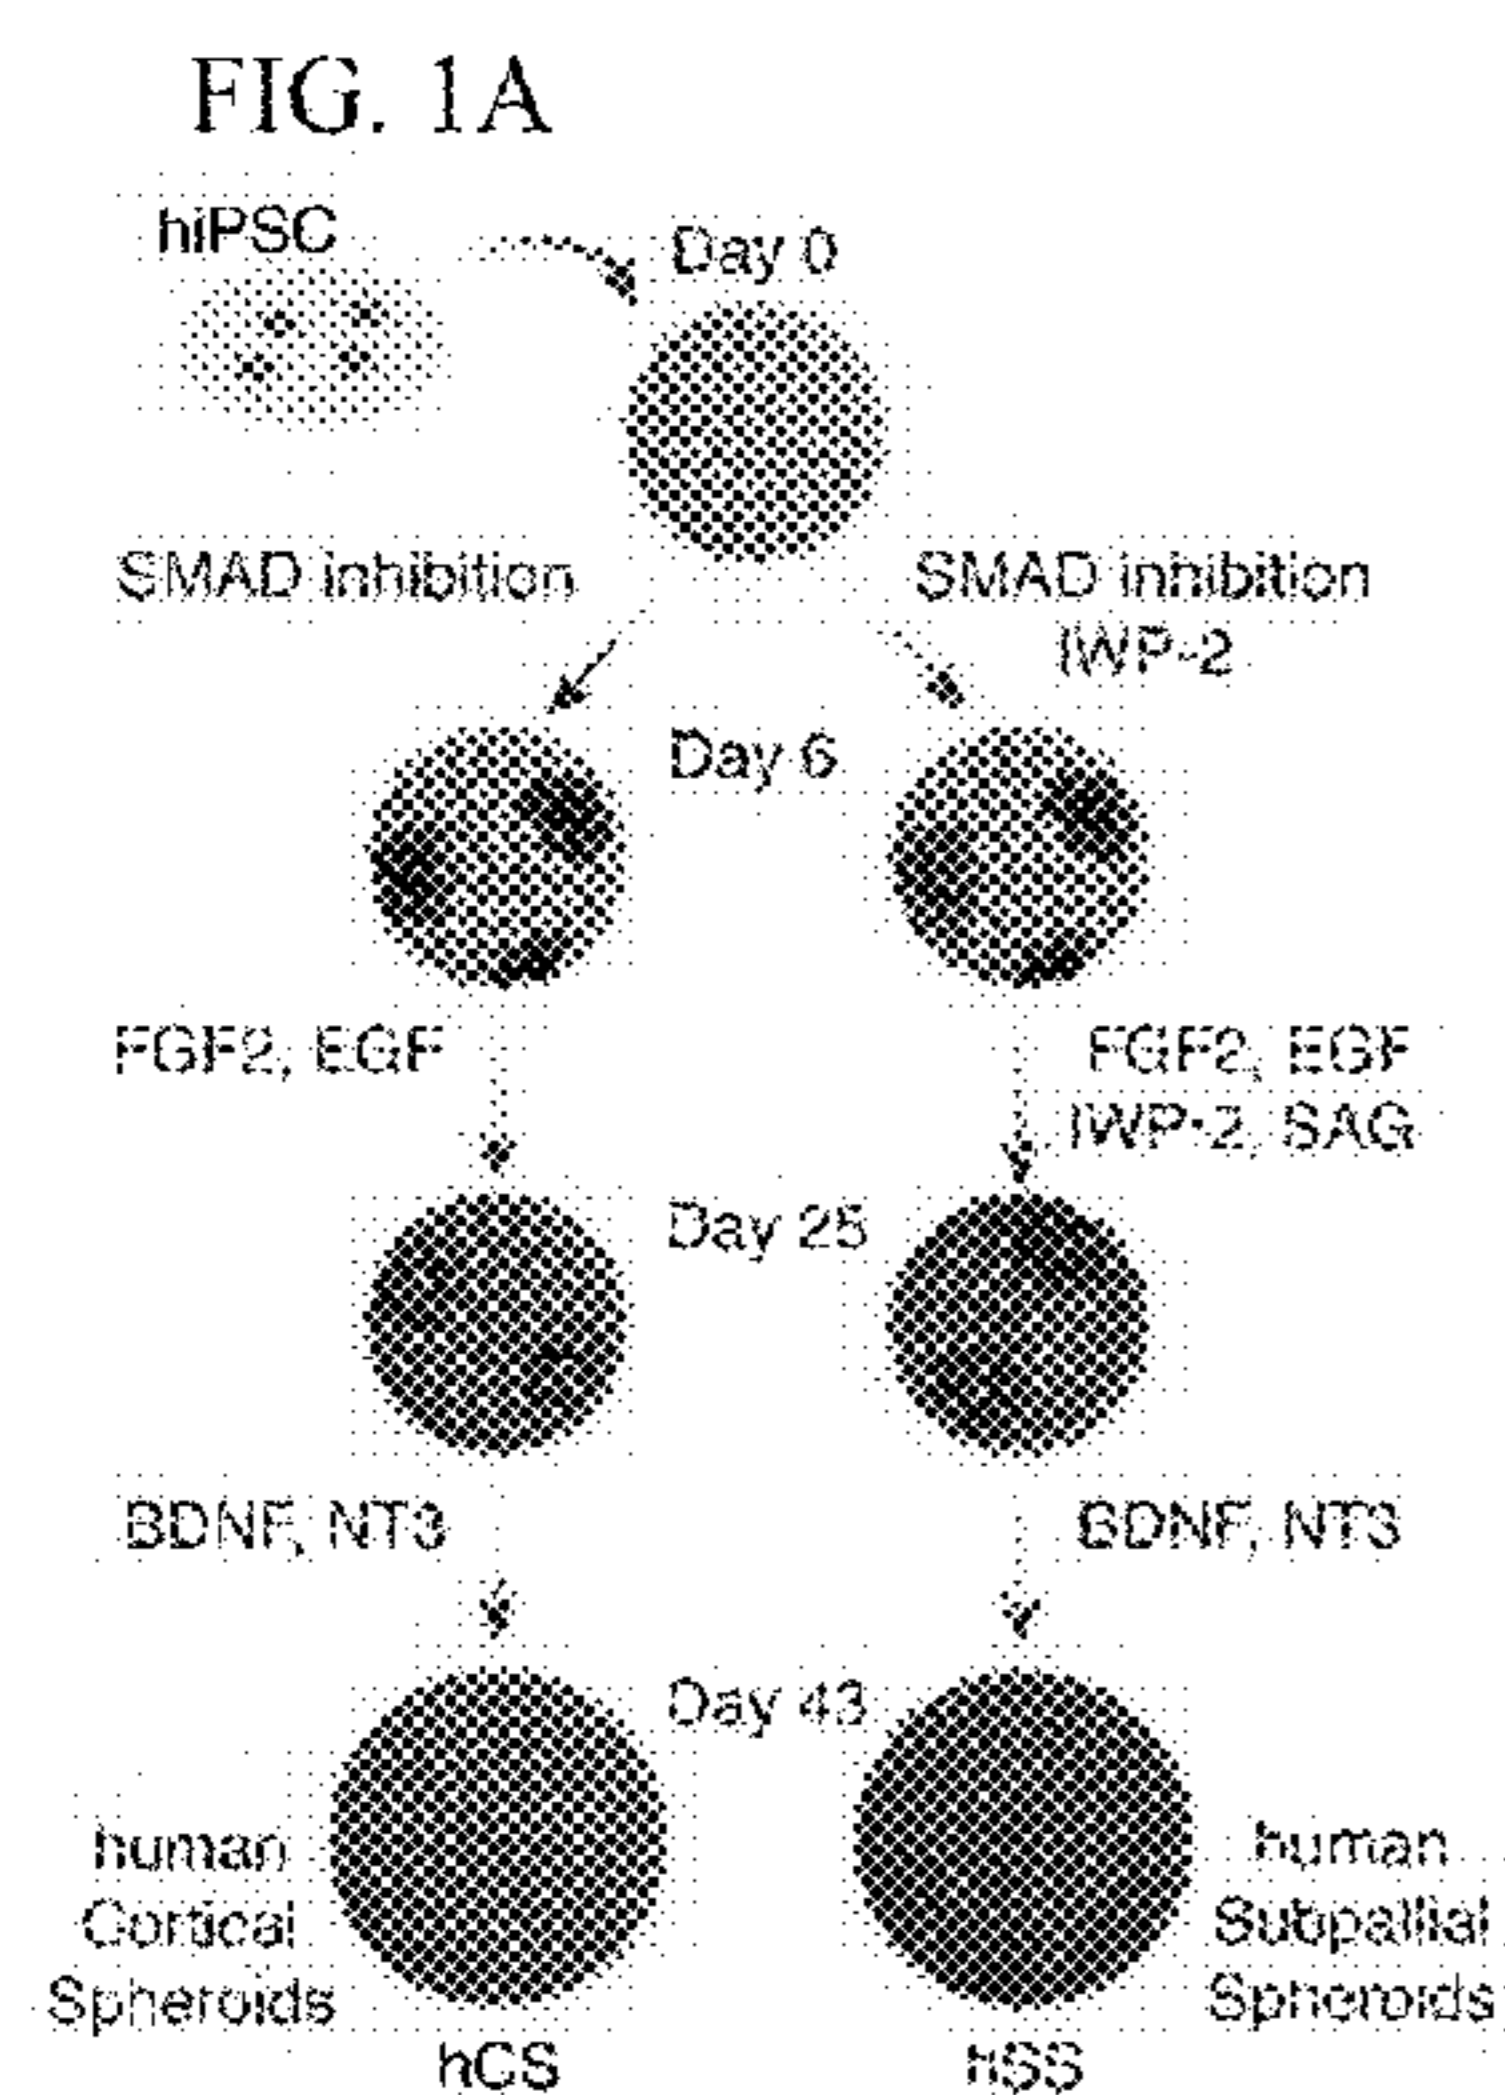 FIG. 1A
hiPSC
Day 0
SMAD inhibition
SMAD inhibition
IWP-2
Day 6
FGF2, EGF
FGF2, EGF
IWP-2, SAG
Day 25
BDNF, NT3
BDNF, NT3
Day 43
human
Cortical
Spheroids
hCS
human
Subpallial
Spheroids
hSS